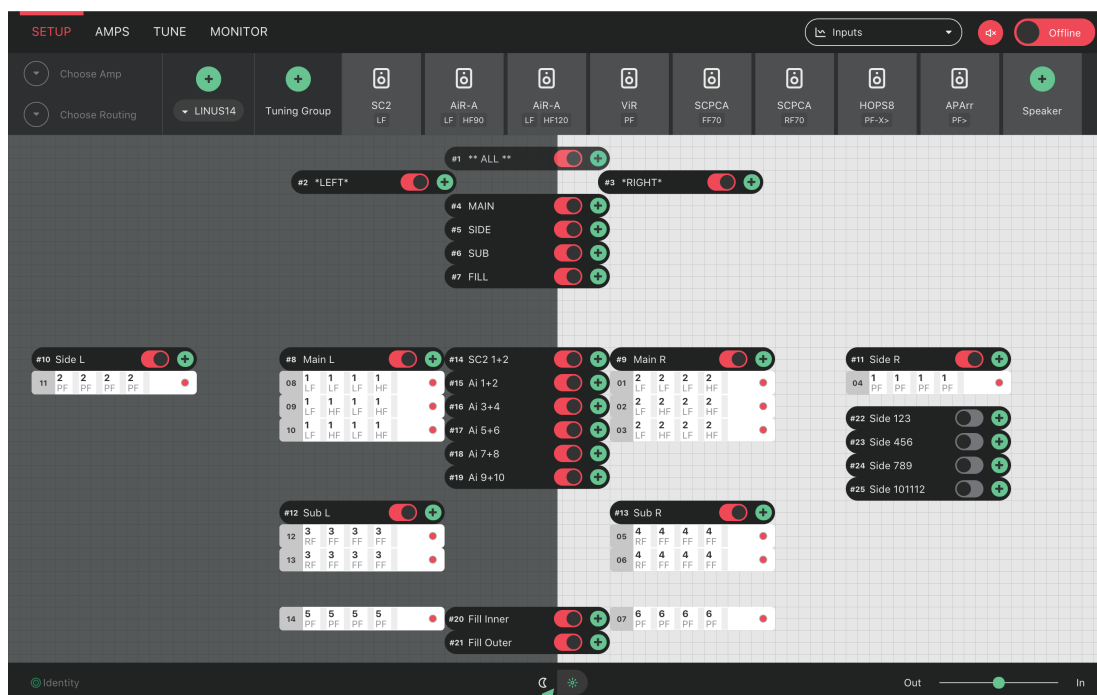 SETUP AMPS TUNE MONITOR Inputs Offline
Choose Amp
Choose Routing
LINUS14
Tuning Group
SC2
LF
AiR-A
LF HF90
AiR-A
LF HF120
ViR
PF
SCPCA
FF70
SCPCA
RF70
HOPS8
PF-X>
APArr
PF>
Speaker
#1 ** ALL **
#2 *LEFT* #3 *RIGHT*
#4 MAIN
#5 SIDE
#6 SUB
#7 FILL
#10 Side L
11 2 2 2 2
PF PF PF PF
#8 Main L
08 1 1 1 1
LF LF LF HF
09 1 1 1 1
LF HF LF HF
10 1 1 1 1
LF HF LF HF
#14 SC2 1+2
#15 Ai 1+2
#16 Ai 3+4
#17 Ai 5+6
#18 Ai 7+8
#19 Ai 9+10
#9 Main R
01 2 2 2 2
LF LF LF HF
02 2 2 2 2
LF HF LF HF
03 2 2 2 2
LF HF LF HF
#11 Side R
04 1 1 1 1
PF PF PF PF
#22 Side 123
#23 Side 456
#24 Side 789
#25 Side 101112
#12 Sub L
12 3 3 3 3
RF FF FF FF
13 3 3 3 3
RF FF FF FF
#13 Sub R
05 4 4 4 4
RF FF FF FF
06 4 4 4 4
RF FF FF FF
14 5 5 5 5
PF PF PF PF
#20 Fill Inner
#21 Fill Outer
07 6 6 6 6
PF PF PF PF
Identity Out In